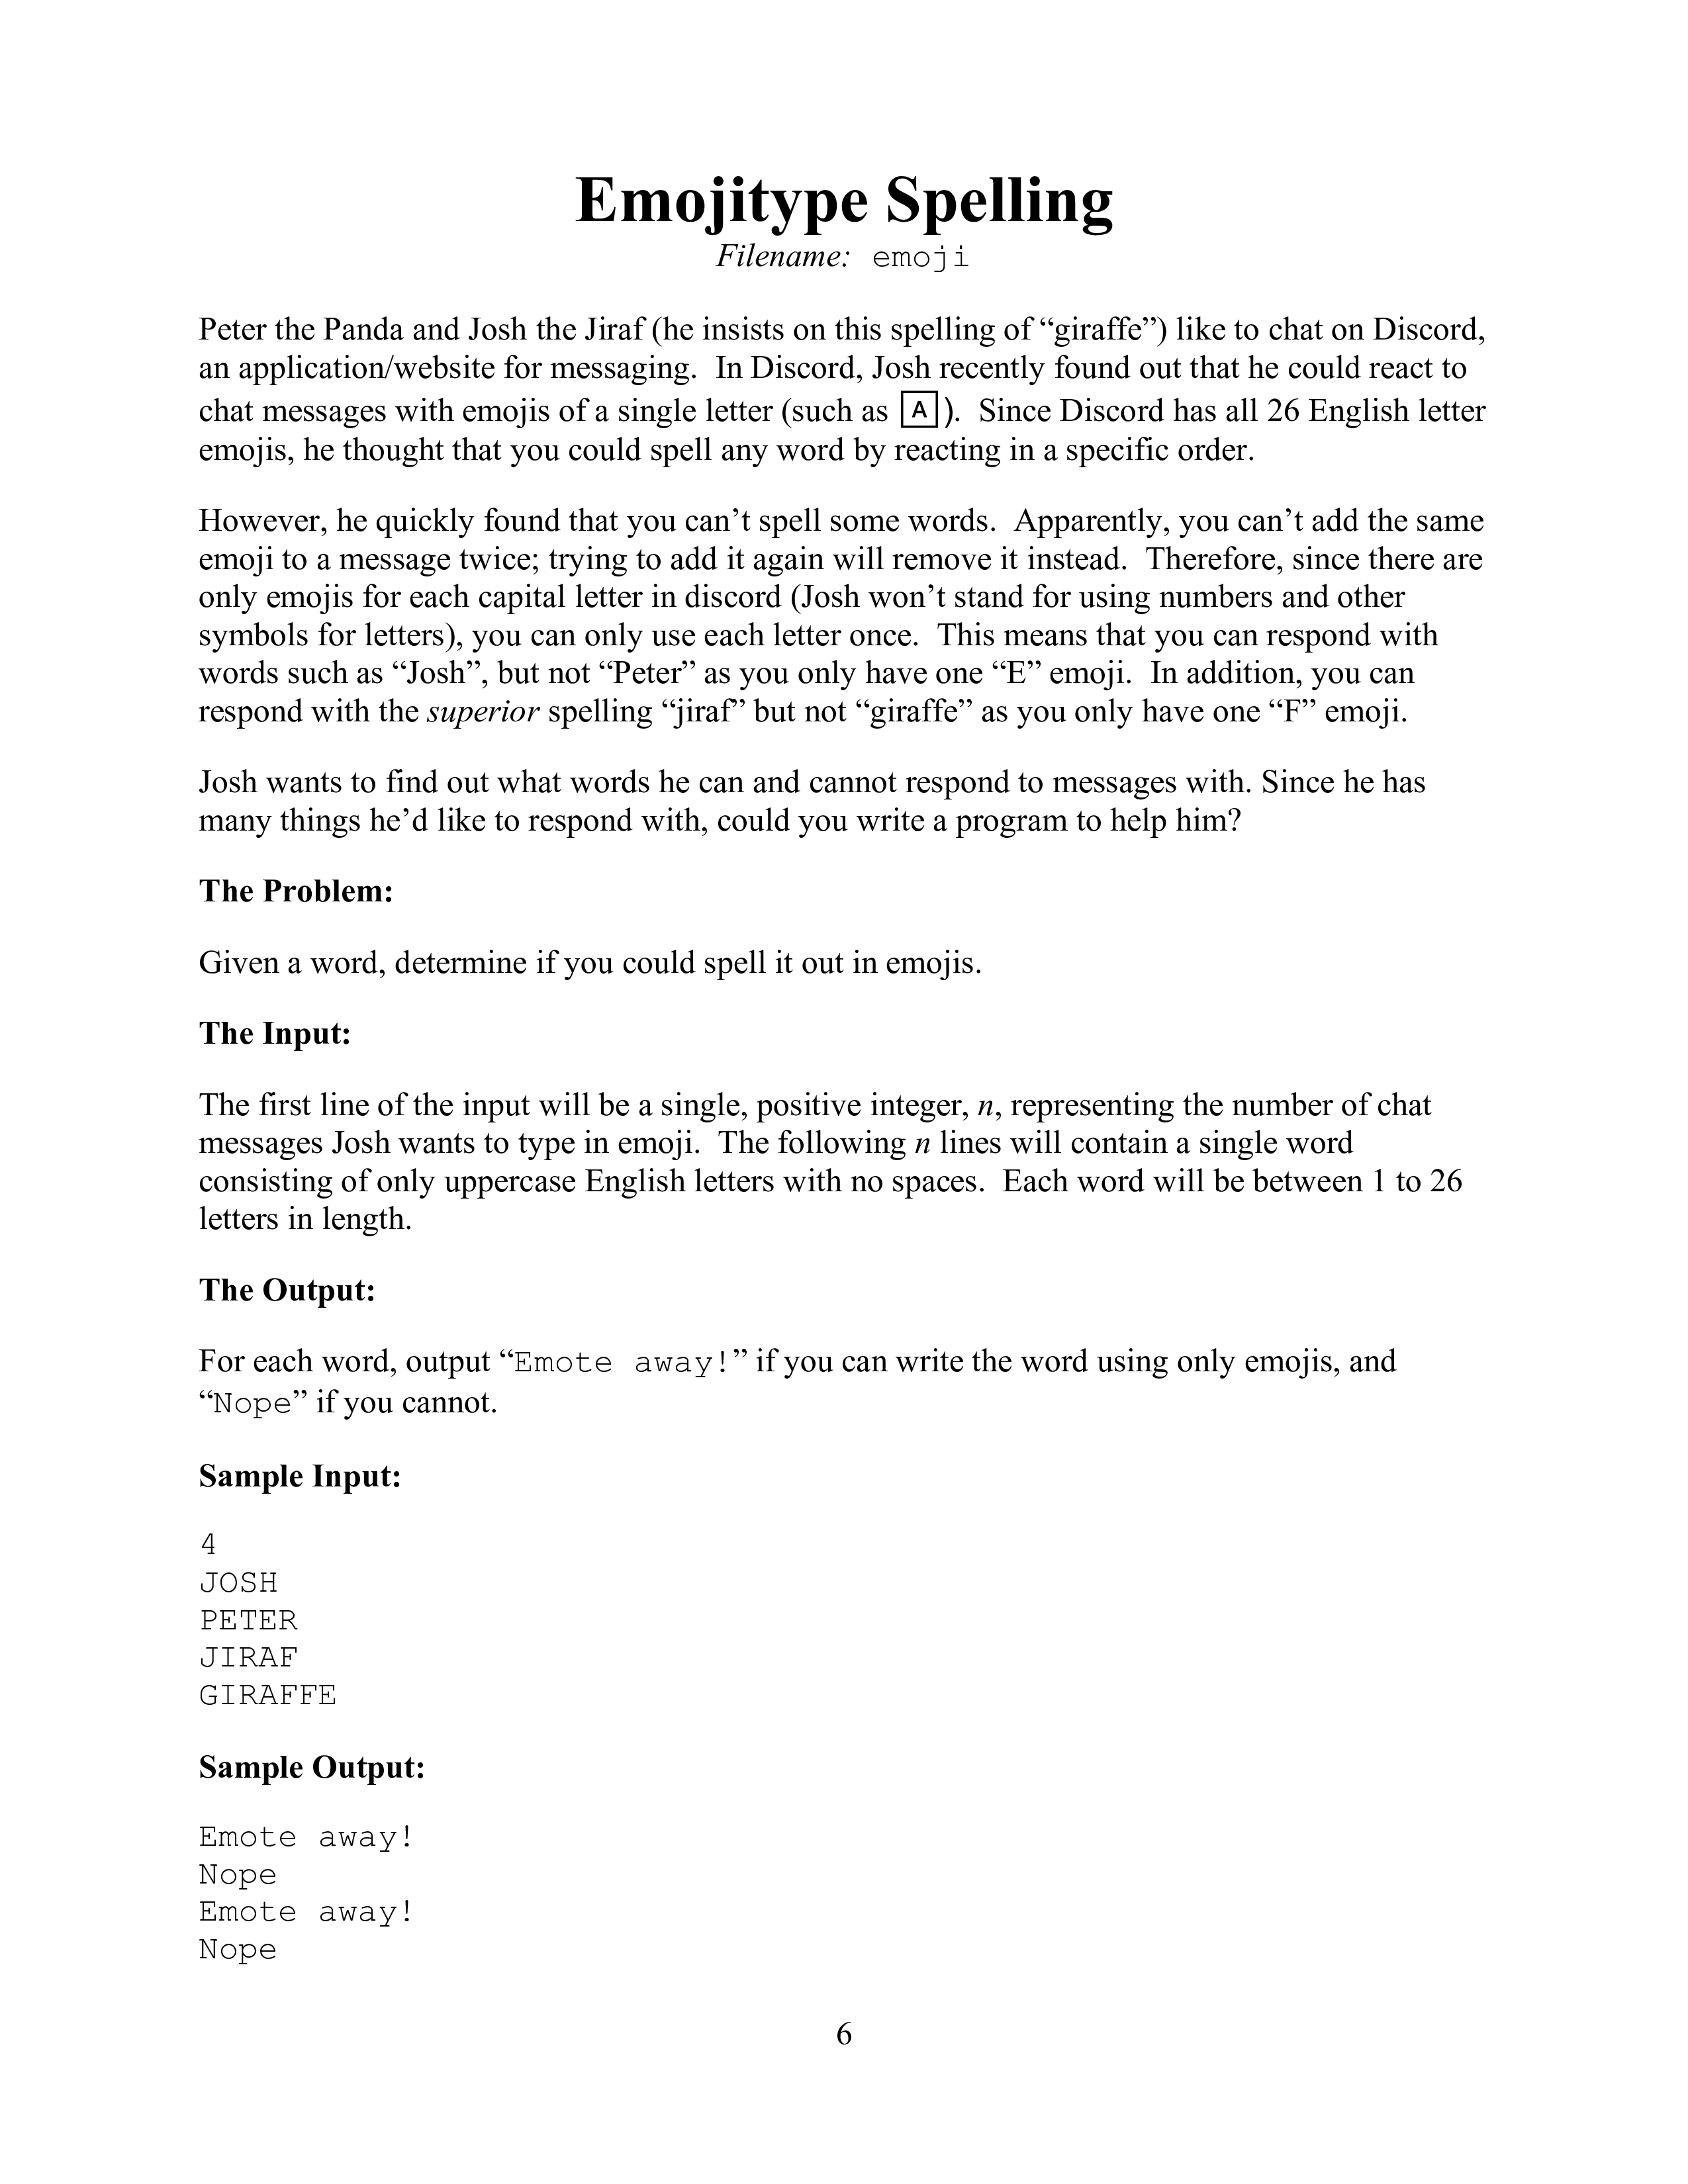 Emojitype Spelling
Filename: emoji
Peter the Panda and Josh the Jiraf (he insists on this spelling of “giraffe”) like to chat on Discord,
an application/website for messaging. In Discord, Josh recently found out that he could react to
chat messages with emojis of a single letter (such as A). Since Discord has all 26 English letter
emojis, he thought that you could spell any word by reacting in a specific order.
However, he quickly found that you can’t spell some words. Apparently, you can’t add the same
emoji to a message twice; trying to add it again will remove it instead. Therefore, since there are
only emojis for each capital letter in discord (Josh won’t stand for using numbers and other
symbols for letters), you can only use each letter once. This means that you can respond with
words such as “Josh”, but not “Peter” as you only have one “E” emoji. In addition, you can
respond with the superior spelling “jiraf” but not “giraffe” as you only have one “F” emoji.
Josh wants to find out what words he can and cannot respond to messages with. Since he has
many things he’d like to respond with, could you write a program to help him?
The Problem:
Given a word, determine if you could spell it out in emojis.
The Input:
The first line of the input will be a single, positive integer, n, representing the number of chat
messages Josh wants to type in emoji. The following n lines will contain a single word
consisting of only uppercase English letters with no spaces. Each word will be between 1 to 26
letters in length.
The Output:
For each word, output “Emote away!” if you can write the word using only emojis, and
“Nope” if you cannot.
Sample Input:
4
JOSH
PETER
JIRAF
GIRAFFE
Sample Output:
Emote away!
Nope
Emote away!
Nope
6